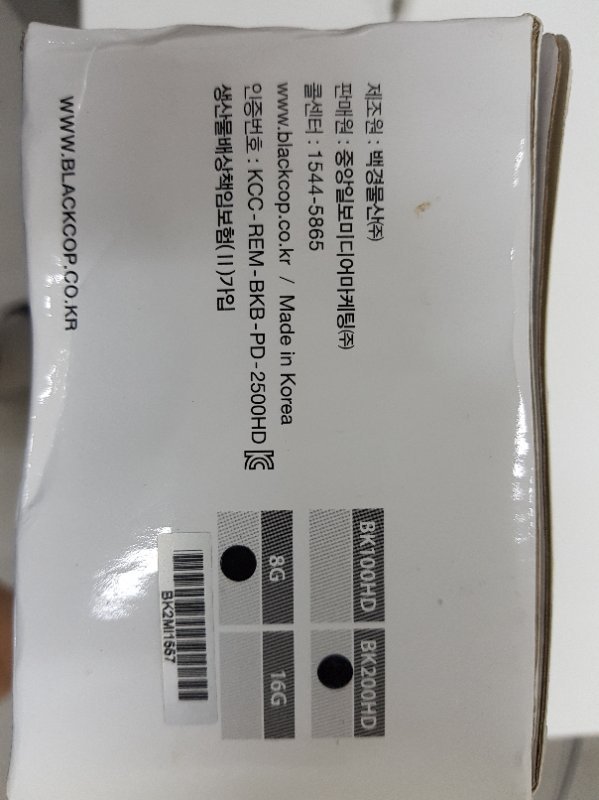 제조원 : 백경물산(주)
판매원 : 중앙일보미디어마케팅(주)
콜센터 : 1544-5865
www.blackcop.co.kr / Made in Korea
인증번호 : KCC-REM-BKB-PD-2500HD
생산물배상책임보험(II)가입
BK100HD BK200HD
8G 16G
BK2MI1557
WWW.BLACKCOP.CO.KR